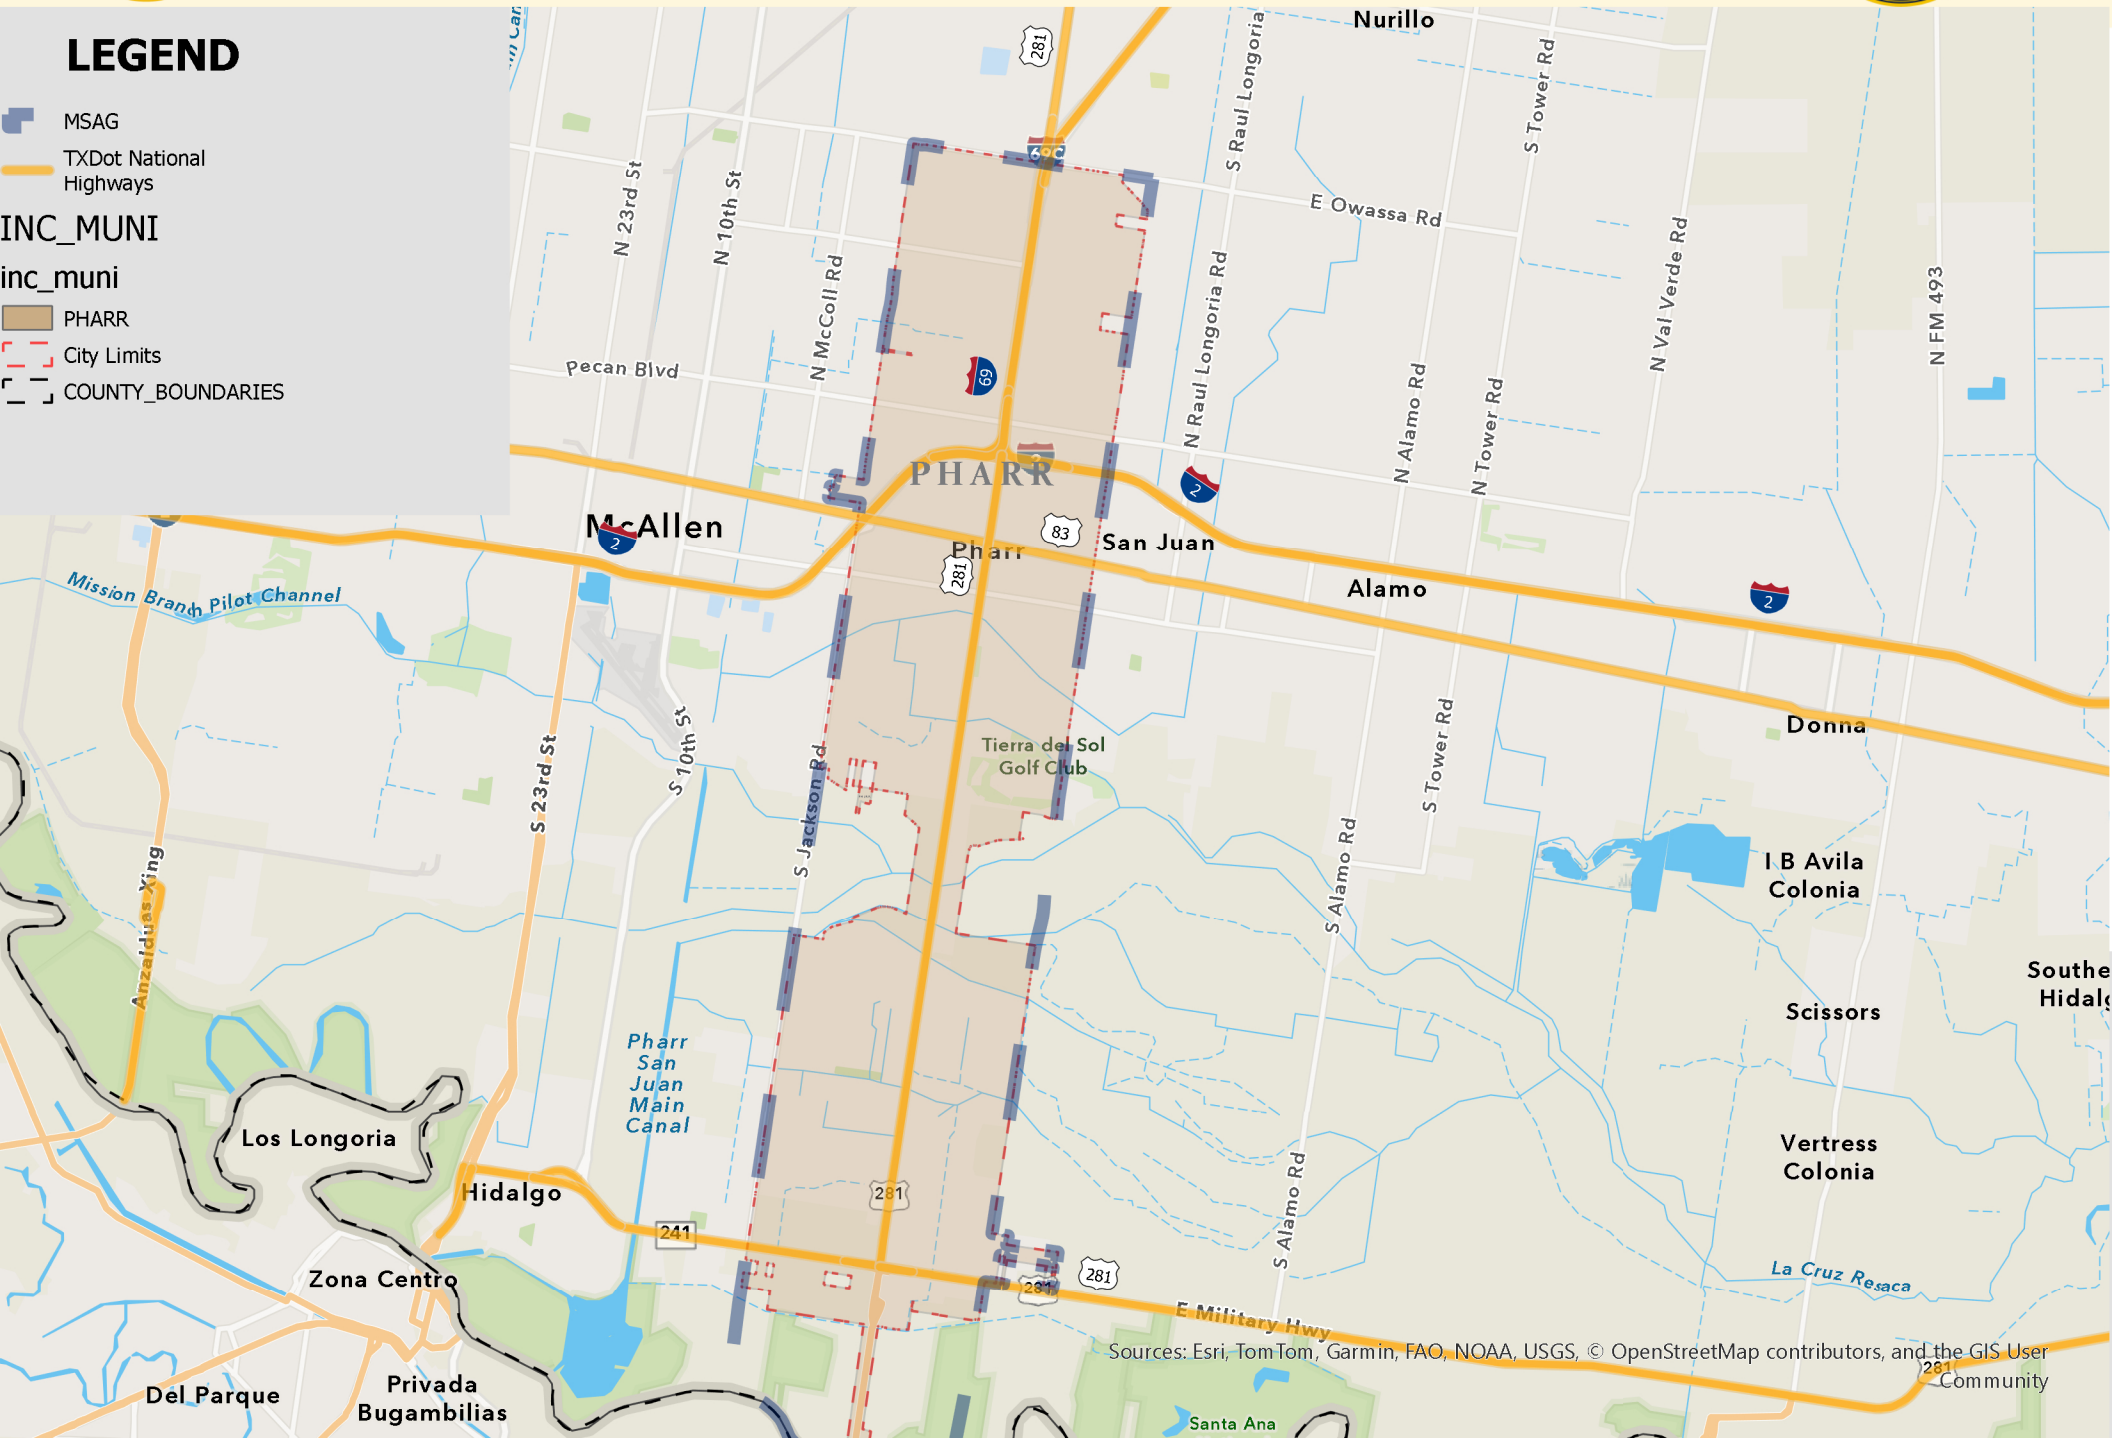 LEGEND
MSAG
TXDot National
Highways
INC_MUNI
inc_muni
PHARR
City Limits
COUNTY_BOUNDARIES
Nurillo
281
69C
S Raul Longoria
S Tower Rd
N 23rd St
N 10th St
E Owassa Rd
N McColl Rd
N Raul Longoria Rd
N Val Verde Rd
N FM 493
Pecan Blvd
69
N Alamo Rd
N Tower Rd
PHARR
2
McAllen
2
83
Pharr
San Juan
281
Alamo
2
Mission Branch Pilot Channel
Donna
S 23rd St
S 10th St
S Jackson Rd
Tierra del Sol
Golf Club
S Tower Rd
S Alamo Rd
I B Avila
Colonia
Anzalduas Xing
Southe
Hidalg
Scissors
Pharr
San
Juan
Main
Canal
Los Longoria
Vertress
Colonia
Hidalgo
281
S Alamo Rd
241
Zona Centro
281
281
La Cruz Resaca
E Military Hwy
Sources: Esri, TomTom, Garmin, FAO, NOAA, USGS, © OpenStreetMap contributors, and the GIS User
Community
281
Del Parque
Privada
Bugambilias
Santa Ana